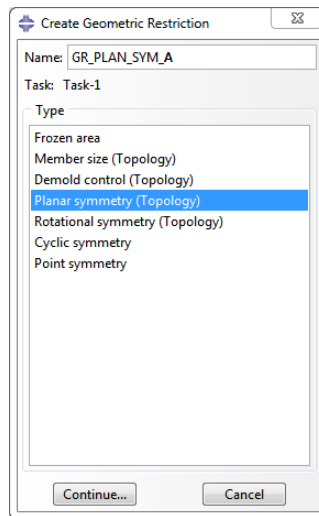 Create Geometric Restriction
Name: GR_PLAN_SYM_A
Task: Task-1
Type
Frozen area
Member size (Topology)
Demold control (Topology)
Planar symmetry (Topology)
Rotational symmetry (Topology)
Cyclic symmetry
Point symmetry
Continue... Cancel